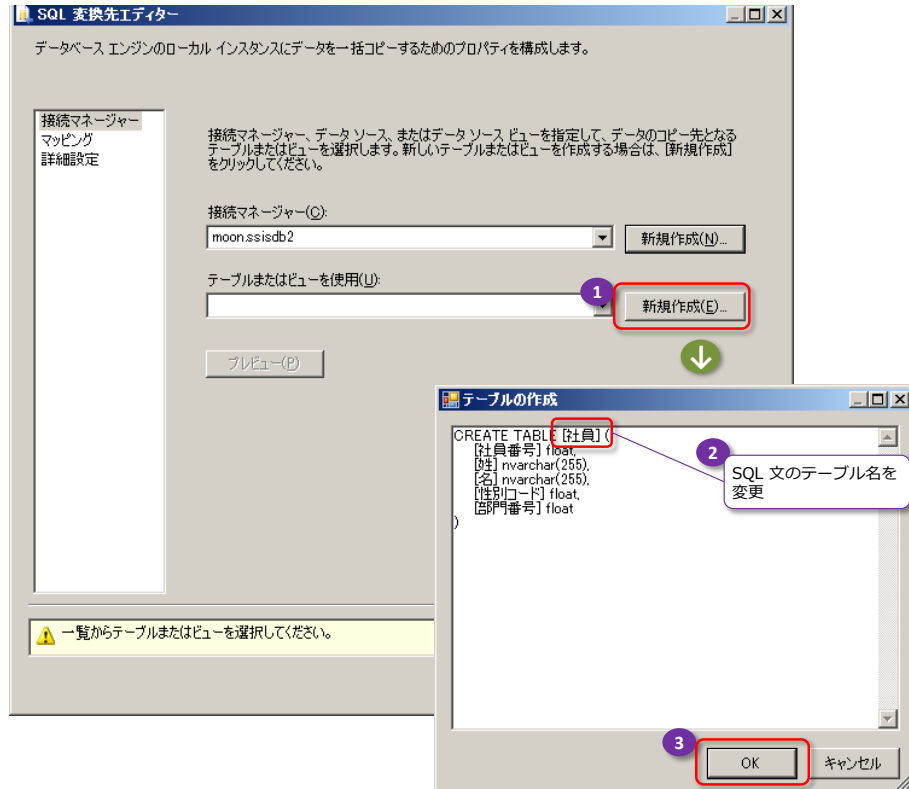 SQL 変換先エディター
データベース エンジンのローカル インスタンスにデータを一括コピーするためのプロパティを構成します。
接続マネージャー
マッピング
詳細設定
接続マネージャー、データ ソース、またはデータ ソース ビューを指定して、データのコピー先となる
テーブルまたはビューを選択します。新しいテーブルまたはビューを作成する場合は、[新規作成]
をクリックしてください。
接続マネージャー(C):
moon.ssisdb2
新規作成(N)...
テーブルまたはビューを使用(U):
1
新規作成(E)...
プレビュー(P)
テーブルの作成
CREATE TABLE [社員] (
[社員番号] float,
[姓] nvarchar(255),
[名] nvarchar(255),
[性別コード] float,
[部門番号] float
)
2
SQL 文のテーブル名を
変更
一覧からテーブルまたはビューを選択してください。
3
OK
キャンセル